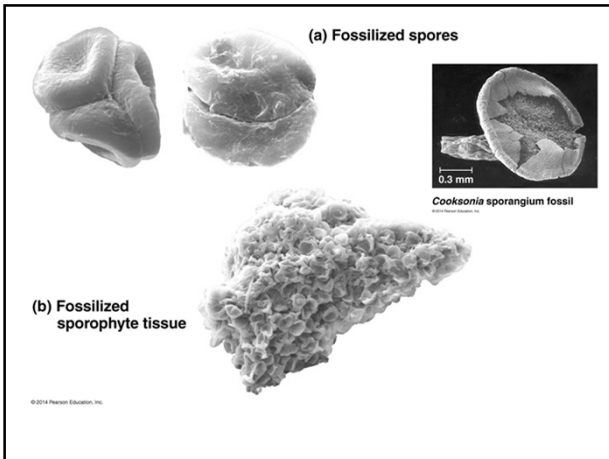 (a) Fossilized spores
0.3 mm
Cooksonia sporangium fossil
© 2014 Pearson Education, Inc.
(b) Fossilized
sporophyte tissue
© 2014 Pearson Education, Inc.